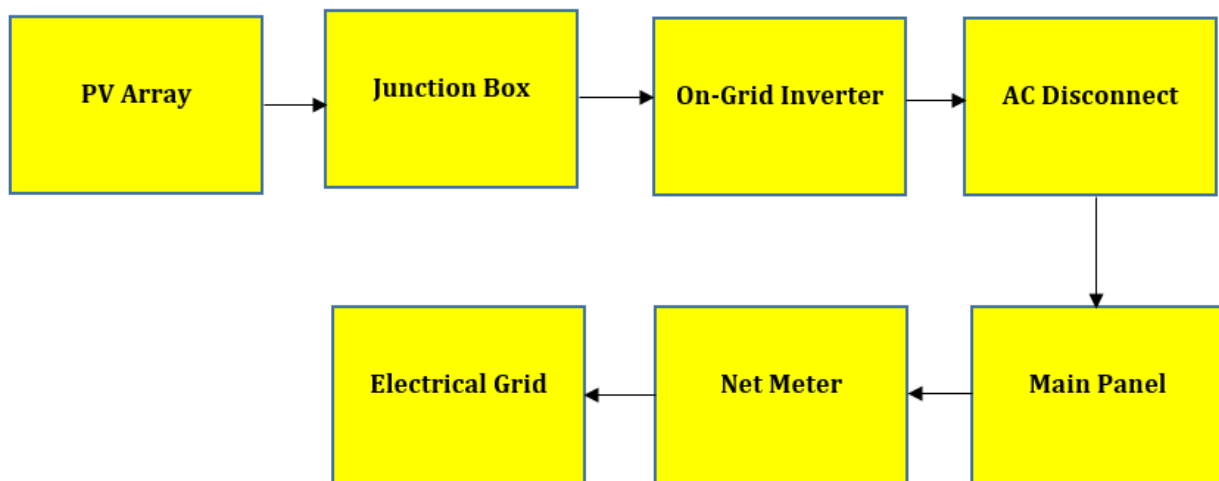 PV Array
Junction Box
On-Grid Inverter
AC Disconnect
Main Panel
Net Meter
Electrical Grid